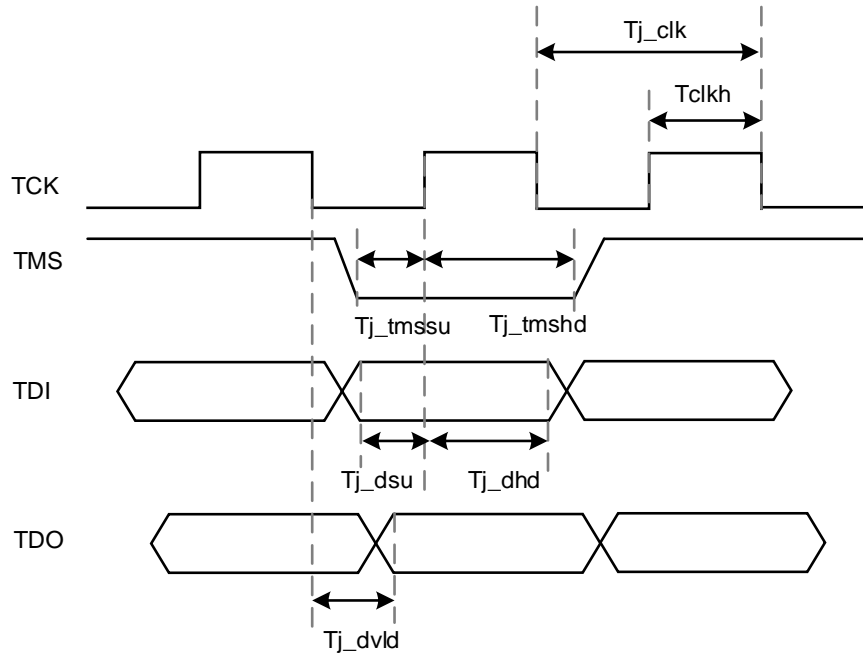 Tj_clk
Tclkh
TCK
TMS
Tj_tmssu
Tj_tmshd
TDI
Tj_dsu
Tj_dhd
TDO
Tj_dvld